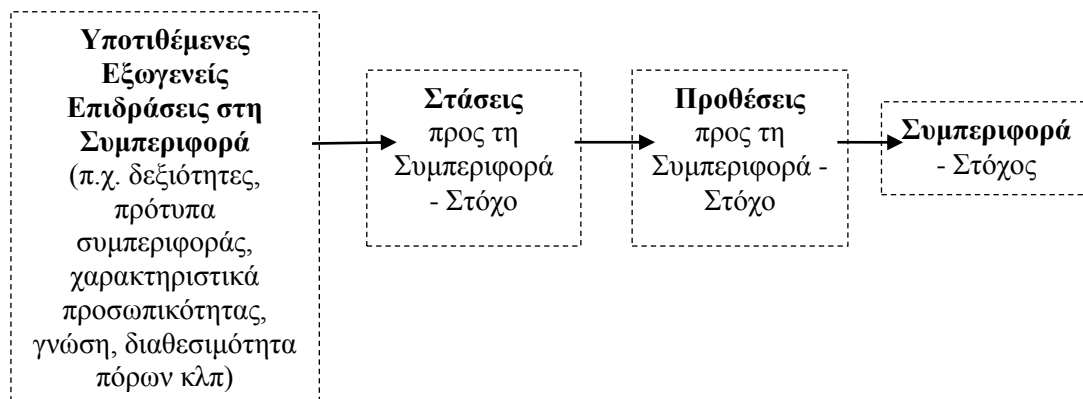 Υποτιθέμενες
Εξωγενείς
Επιδράσεις στη
Συμπεριφορά
(π.χ. δεξιότητες,
πρότυπα
συμπεριφοράς,
χαρακτηριστικά
προσωπικότητας,
γνώση, διαθεσιμότητα
πόρων κλπ)
Στάσεις
προς τη
Συμπεριφορά
- Στόχο
Προθέσεις
προς τη
Συμπεριφορά -
Στόχο
Συμπεριφορά
- Στόχος